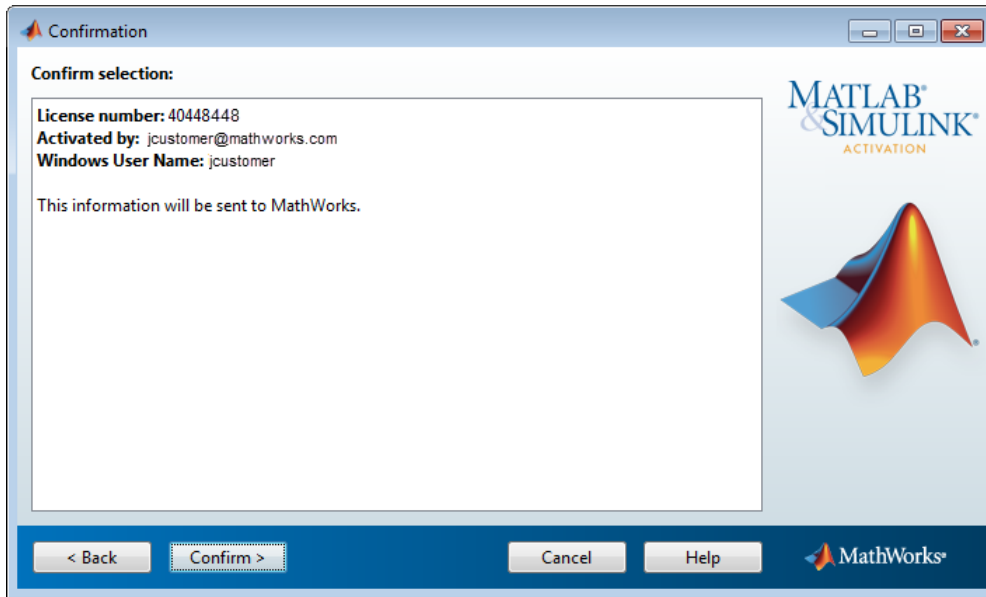 Confirmation
Confirm selection:
License number: 40448448
Activated by: jcustomer@mathworks.com
Windows User Name: jcustomer
This information will be sent to MathWorks.
MATLAB®
&SIMULINK®
ACTIVATION
®
< Back
Confirm >
Cancel
Help
MathWorks®